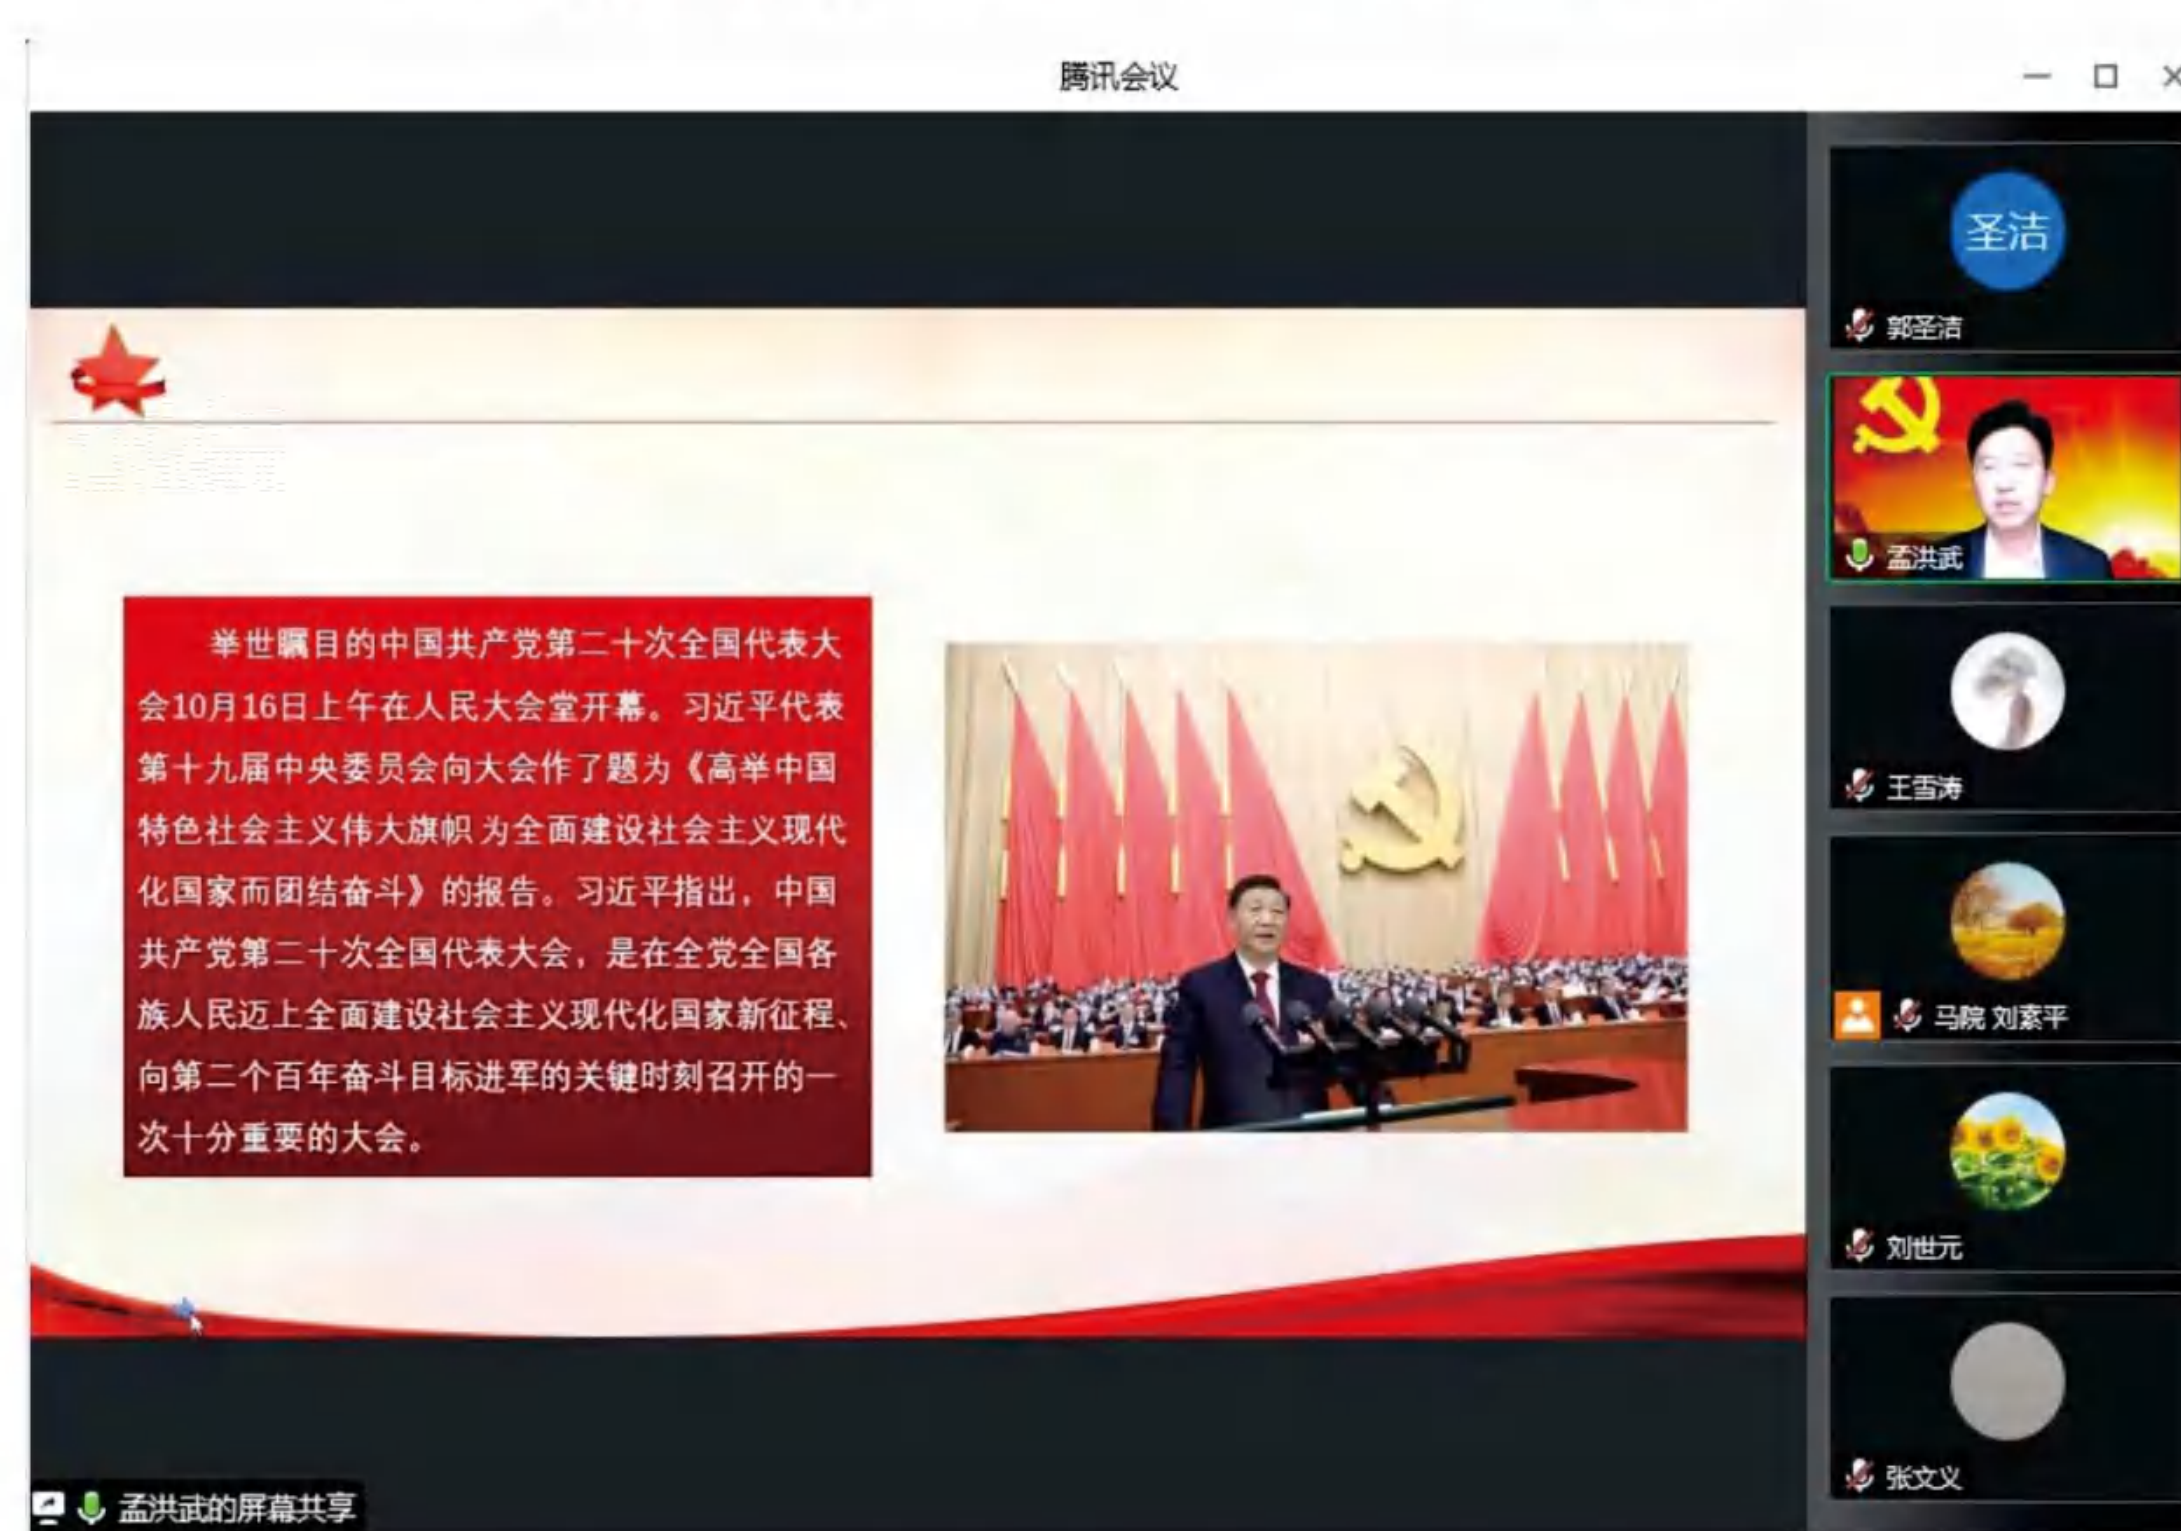 腾讯会议
举世瞩目的中国共产党第二十次全国代表大
会10月16日上午在人民大会堂开幕。习近平代表
第十九届中央委员会向大会作了题为《高举中国
特色社会主义伟大旗帜 为全面建设社会主义现代
化国家而团结奋斗》的报告。习近平指出，中国
共产党第二十次全国代表大会，是在全党全国各
族人民迈上全面建设社会主义现代化国家新征程、
向第二个百年奋斗目标进军的关键时刻召开的一
次十分重要的大会。
圣洁
郭圣洁
孟洪武
王雪涛
马院 刘素平
刘世元
张文义
孟洪武的屏幕共享